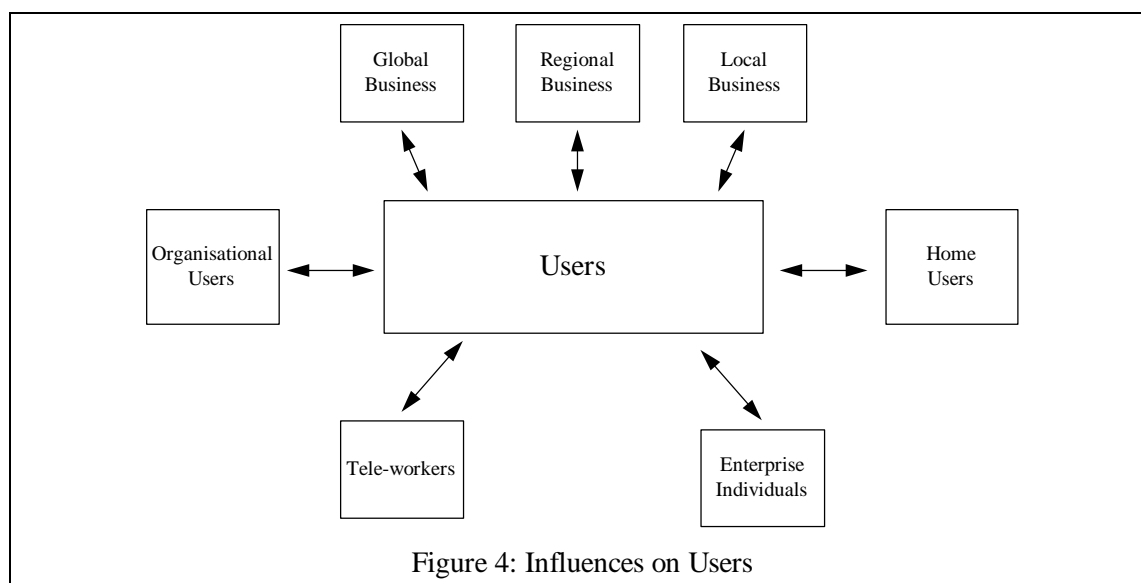 Global
Business
Regional
Business
Local
Business
Organisational
Users
Users
Home
Users
Tele-workers
Enterprise
Individuals
Figure 4: Influences on Users